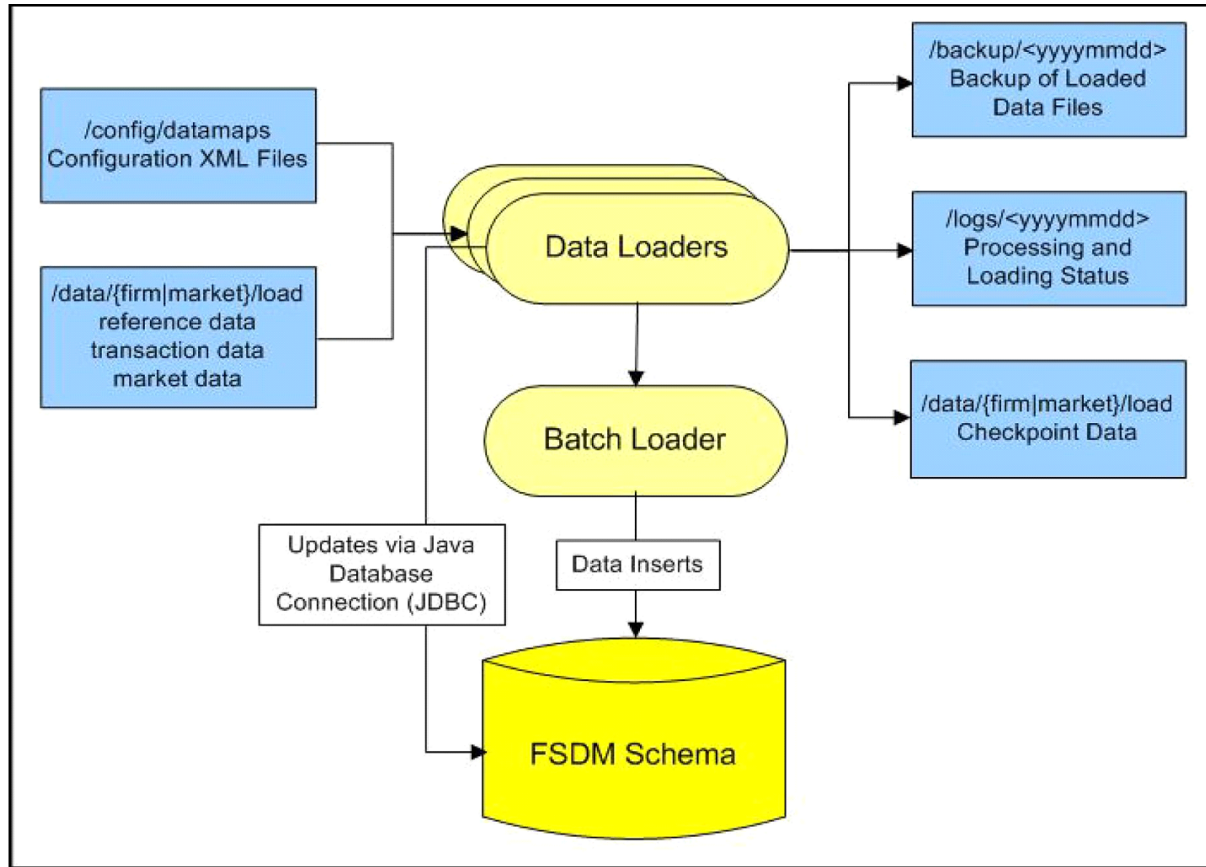 /config/datamaps
Configuration XML Files
/data/{firm|market}/load
reference data
transaction data
market data
Data Loaders
Batch Loader
Updates via Java
Database
Connection (JDBC)
Data Inserts
FSDM Schema
/backup/<yyyymmdd>
Backup of Loaded
Data Files
/logs/<yyyymmdd>
Processing and
Loading Status
/data/{firm|market}/load
Checkpoint Data